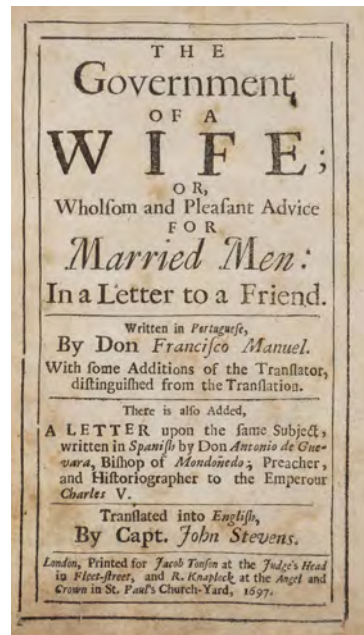 THE
Government
OF A
WIFE;
OR,
Wholſom and Pleaſant Advice
FOR
Married Men:
In a Letter to a Friend.
Written in Portugueſe,
By Don Franciſco Manuel.
With ſome Additions of the Tranſlator,
diſtinguiſhed from the Tranſlation.
There is alſo Added,
A LETTER upon the ſame Subject,
written in Spaniſh by Don Antonio de Gue-
vara, Biſhop of Mondoñedo; Preacher,
and Hiſtoriographer to the Emperour
Charles V.
Tranſlated into Engliſh,
By Capt. John Stevens.
London, Printed for Jacob Tonſon at the Judge's Head
in Fleet-ſtreet, and R. Knaplock at the Angel and
Crown in St. Paul's Church-Yard, 1697.